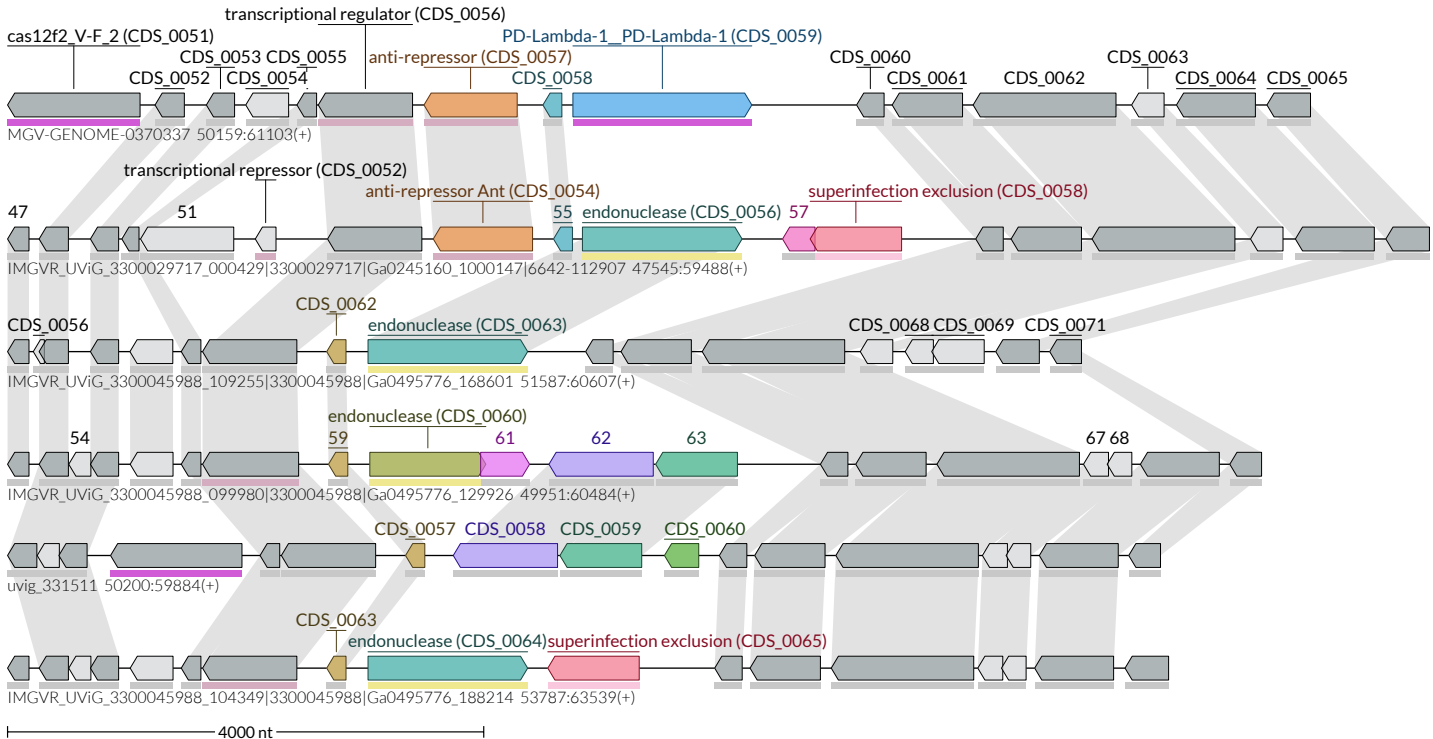 transcriptional regulator (CDS_0056)
cas12f2_V-F_2 (CDS_0051) PD-Lambda-1__PD-Lambda-1 (CDS_0059)
CDS_0053 CDS_0055 anti-repressor (CDS_0057) CDS_0060 CDS_0063
CDS_0052 CDS_0054 CDS_0058 CDS_0061 CDS_0062 CDS_0064 CDS_0065
MGV-GENOME-0370337 50159:61103(+)
transcriptional repressor (CDS_0052)
anti-repressor Ant (CDS_0054) superinfection exclusion (CDS_0058)
47 51 55 endonuclease (CDS_0056) 57
IMGVR_UViG_3300029717_000429|3300029717|Ga0245160_1000147|6642-112907 47545:59488(+)
CDS_0062
CDS_0056 endonuclease (CDS_0063) CDS_0068 CDS_0069 CDS_0071
IMGVR_UViG_3300045988_109255|3300045988|Ga0495776_168601 51587:60607(+)
endonuclease (CDS_0060)
54 59 61 62 63 67 68
IMGVR_UViG_3300045988_099980|3300045988|Ga0495776_129926 49951:60484(+)
CDS_0057 CDS_0058 CDS_0059 CDS_0060
uvig_331511 50200:59884(+)
CDS_0063
endonuclease (CDS_0064) superinfection exclusion (CDS_0065)
IMGVR_UViG_3300045988_104349|3300045988|Ga0495776_188214 53787:63539(+)
4000 nt